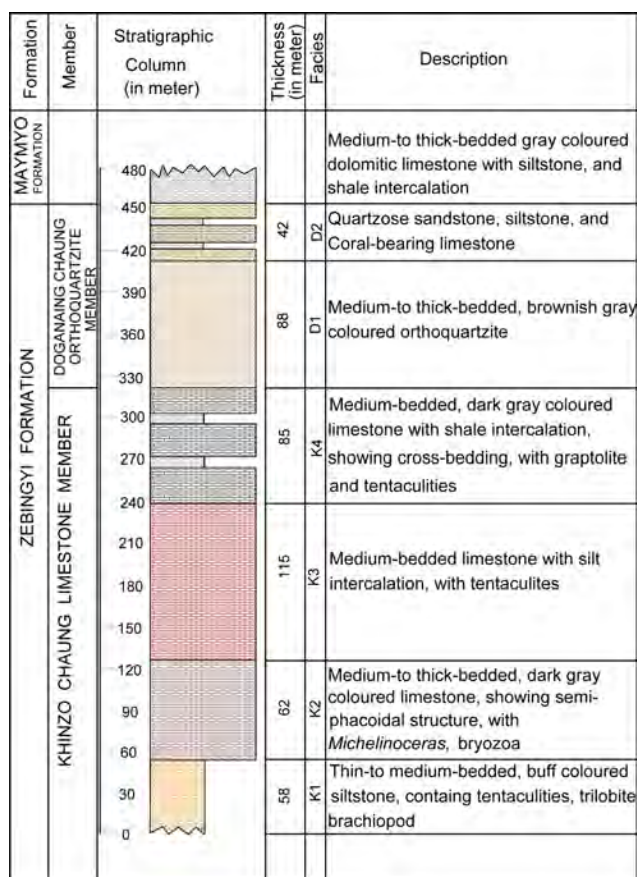 Formation
Member
Stratigraphic
Column
(in meter)
Thickness
(in meter)
Facies
Description
MAYMYO
FORMATION
Medium-to thick-bedded gray coloured
dolomitic limestone with siltstone, and
shale intercalation
ZEBINGYI FORMATION
DOGANAING CHAUNG
ORTHOQUARTZITE
MEMBER
42
D2
Quartzose sandstone, siltstone, and
Coral-bearing limestone
88
D1
Medium-to thick-bedded, brownish gray
coloured orthoquartzite
KHINZO CHAUNG LIMESTONE MEMBER
85
K4
Medium-bedded, dark gray coloured
limestone with shale intercalation,
showing cross-bedding, with graptolite
and tentaculities
115
K3
Medium-bedded limestone with silt
intercalation, with tentaculites
62
K2
Medium-to thick-bedded, dark gray
coloured limestone, showing semi-
phacoidal structure, with
Michelinoceras, bryozoa
58
K1
Thin-to medium-bedded, buff coloured
siltstone, containg tentaculities, trilobite
brachiopod
480
450
420
390
360
330
300
270
240
210
180
150
120
90
60
30
0